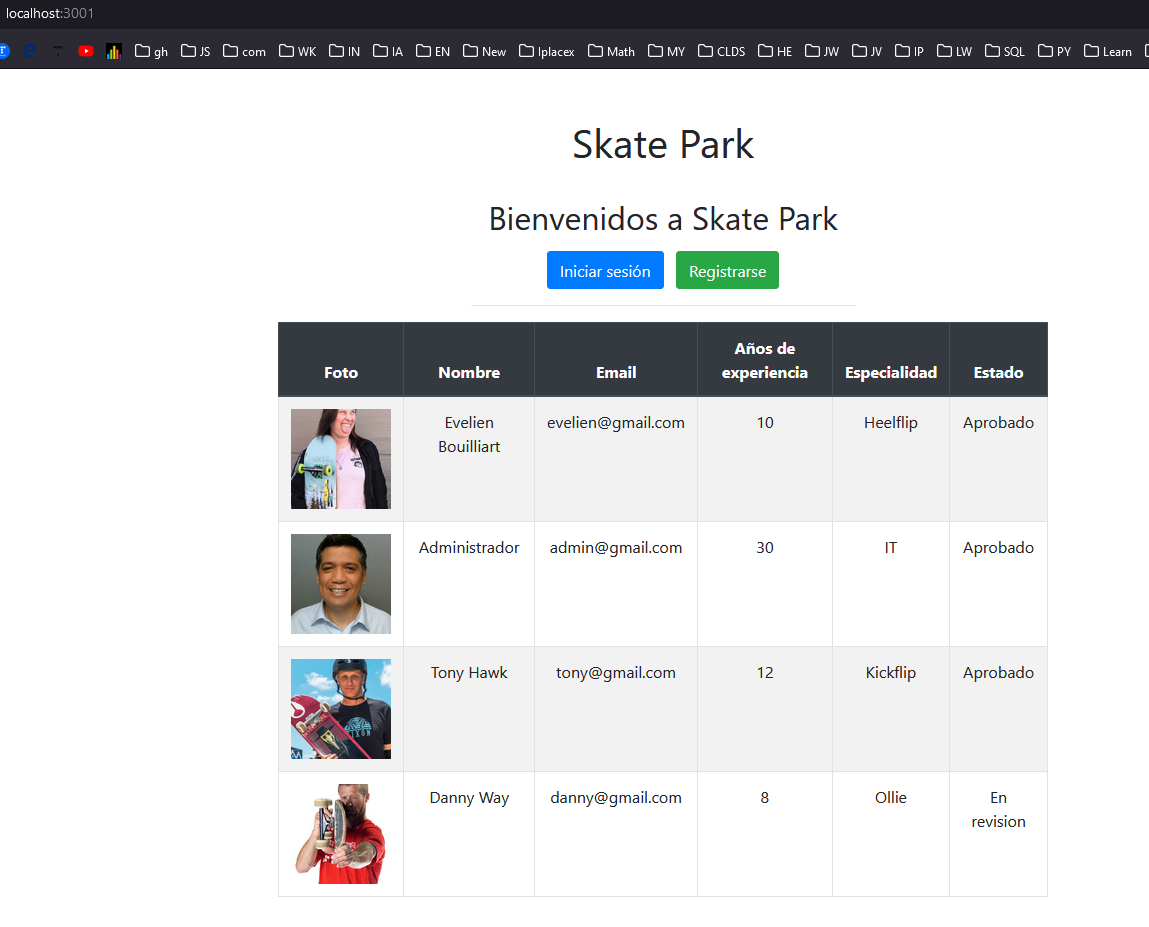 localhost:3001
gh JS com WK IN IA EN New Iplacex Math MY CLDS HE JW JV IP LW SQL PY Learn
Skate Park
Bienvenidos a Skate Park
Iniciar sesión Registrarse
Foto Nombre Email Años de experiencia Especialidad Estado
Evelien evelien@gmail.com 10 Heelflip Aprobado
Bouilliart
Administrador admin@gmail.com 30 IT Aprobado
Tony Hawk tony@gmail.com 12 Kickflip Aprobado
Danny Way danny@gmail.com 8 Ollie En
revision